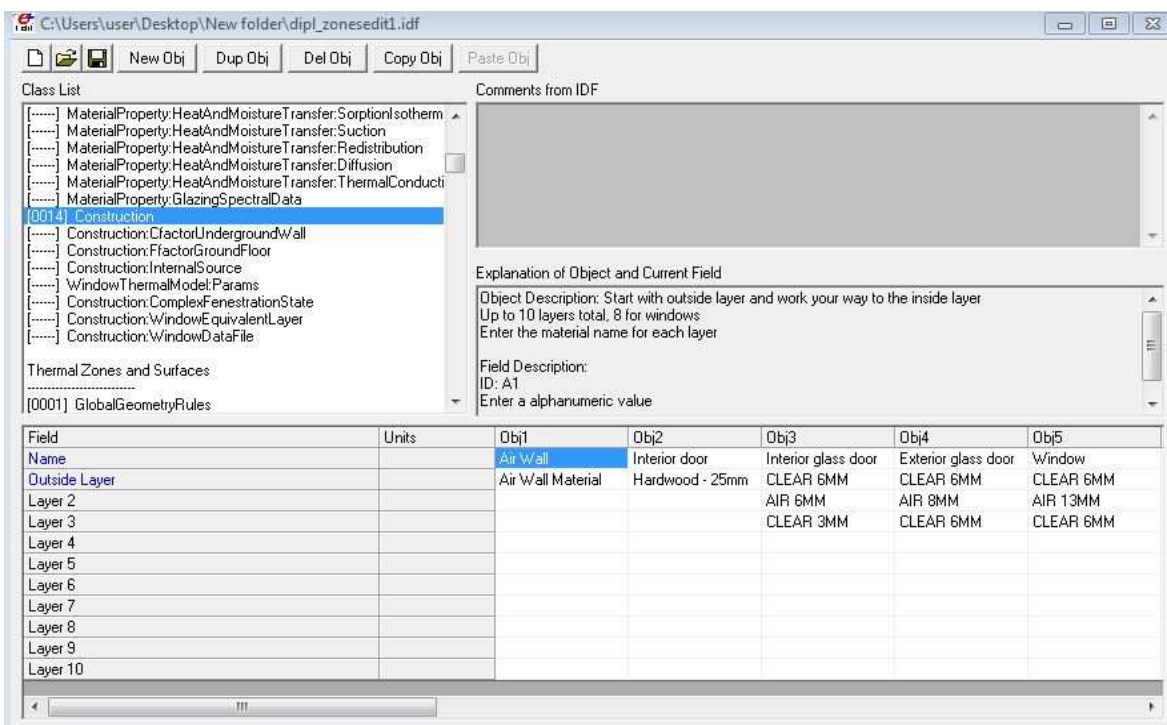 C:\Users\user\Desktop\New folder\dipl_zonesedit1.idf
New Obj Dup Obj Del Obj Copy Obj Paste Obj
Class List
[------] MaterialProperty:HeatAndMoistureTransfer:SorptionIsotherm
[------] MaterialProperty:HeatAndMoistureTransfer:Suction
[------] MaterialProperty:HeatAndMoistureTransfer:Redistribution
[------] MaterialProperty:HeatAndMoistureTransfer:Diffusion
[------] MaterialProperty:HeatAndMoistureTransfer:ThermalConducti
[------] MaterialProperty:GlazingSpectralData
[0014] Construction
[------] Construction:CfactorUndergroundWall
[------] Construction:FfactorGroundFloor
[------] Construction:InternalSource
[------] WindowThermalModel:Params
[------] Construction:ComplexFenestrationState
[------] Construction:WindowEquivalentLayer
[------] Construction:WindowDataFile
Thermal Zones and Surfaces
--------------------------
[0001] GlobalGeometryRules
Comments from IDF
Explanation of Object and Current Field
Object Description: Start with outside layer and work your way to the inside layer
Up to 10 layers total, 8 for windows
Enter the material name for each layer
Field Description:
ID: A1
Enter a alphanumeric value
Field Units Obj1 Obj2 Obj3 Obj4 Obj5
Name Air Wall Interior door Interior glass door Exterior glass door Window
Outside Layer Air Wall Material Hardwood - 25mm CLEAR 6MM CLEAR 6MM CLEAR 6MM
Layer 2 AIR 6MM AIR 8MM AIR 13MM
Layer 3 CLEAR 3MM CLEAR 6MM CLEAR 6MM
Layer 4
Layer 5
Layer 6
Layer 7
Layer 8
Layer 9
Layer 10